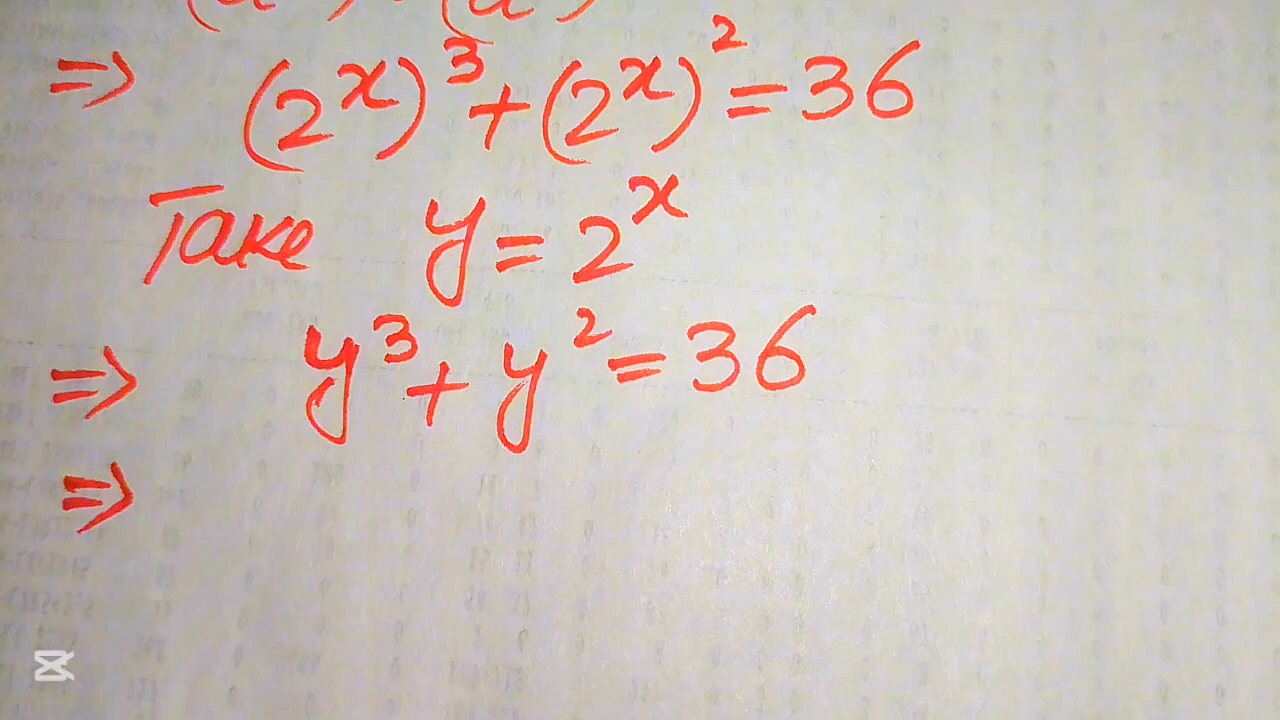 ⇒ (2^x)^3 + (2^x)^2 = 36
Take y = 2^x
⇒ y^3 + y^2 = 36
⇒